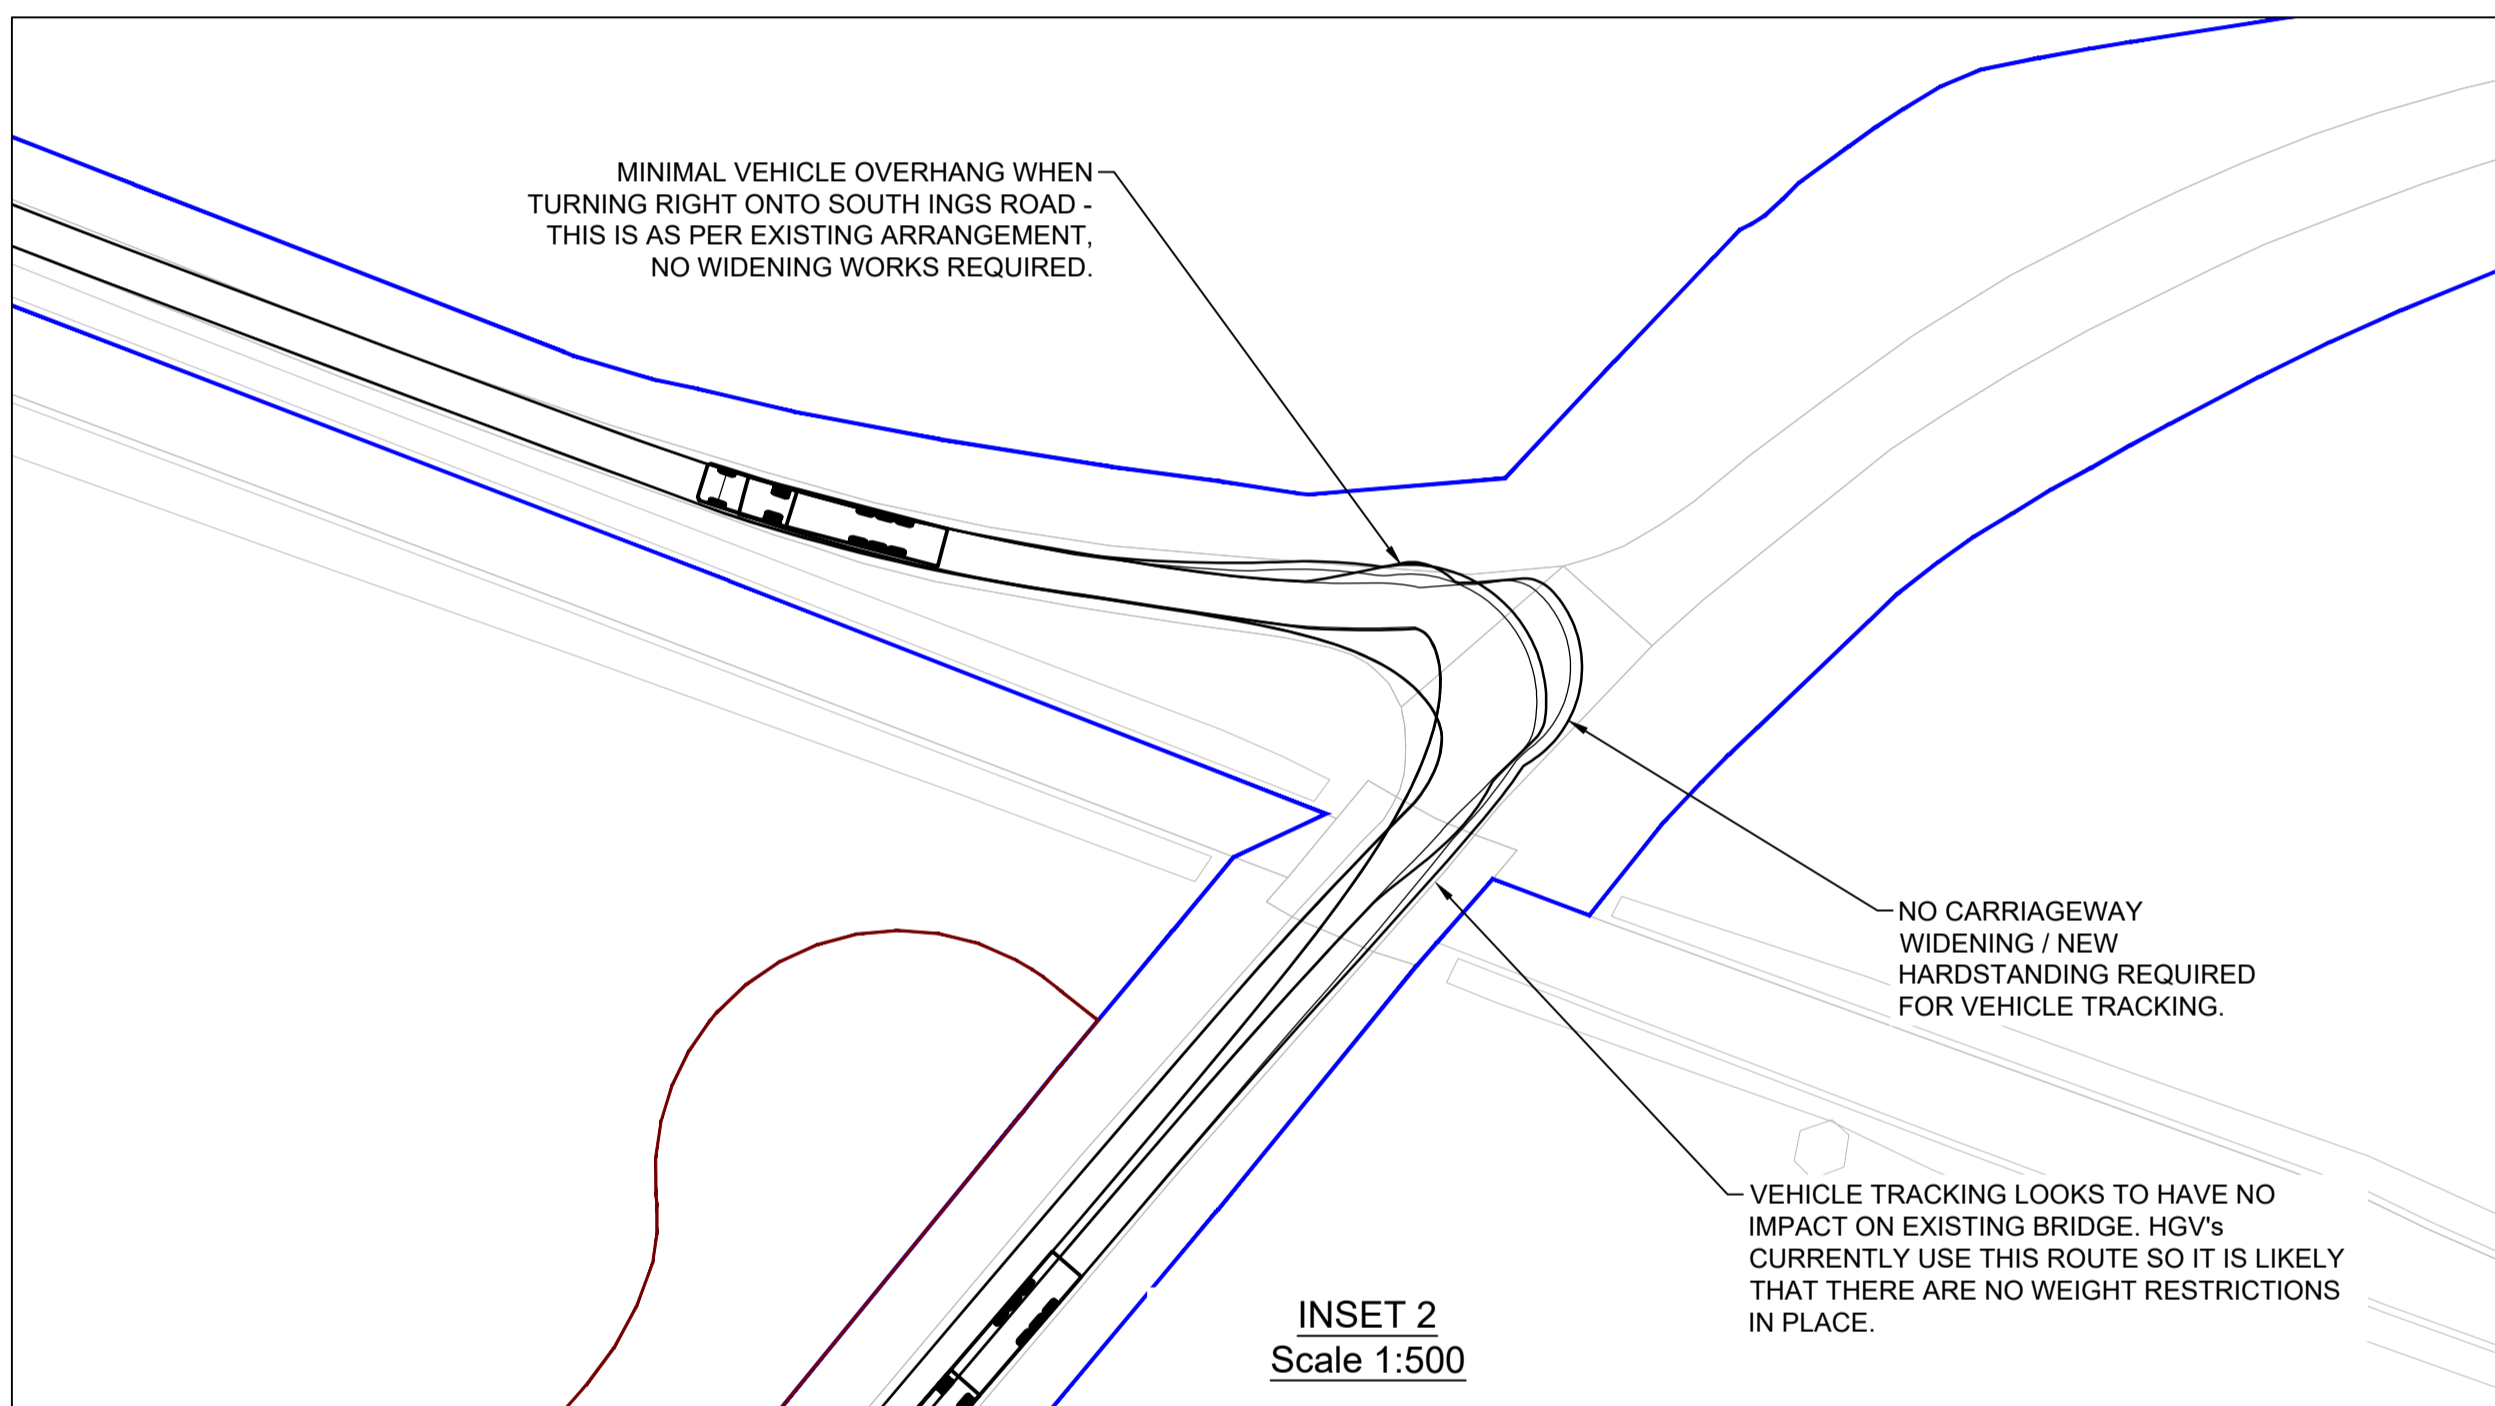 MINIMAL VEHICLE OVERHANG WHEN
TURNING RIGHT ONTO SOUTH INGS ROAD -
THIS IS AS PER EXISTING ARRANGEMENT,
NO WIDENING WORKS REQUIRED.
NO CARRIAGEWAY
WIDENING / NEW
HARDSTANDING REQUIRED
FOR VEHICLE TRACKING.
VEHICLE TRACKING LOOKS TO HAVE NO
IMPACT ON EXISTING BRIDGE. HGV's
CURRENTLY USE THIS ROUTE SO IT IS LIKELY
THAT THERE ARE NO WEIGHT RESTRICTIONS
IN PLACE.
INSET 2
Scale 1:500